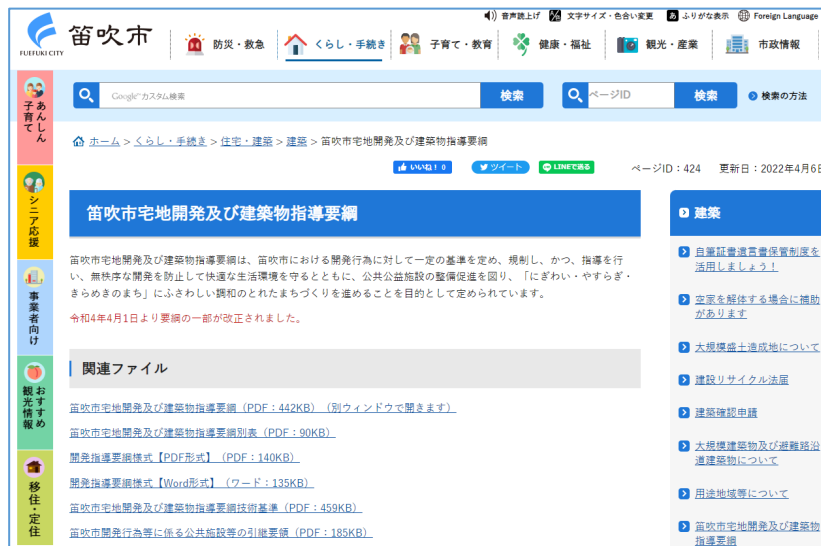 音声読上げ 文字サイズ・色合い変更 ふりがな表示 Foreign Language
笛吹市
FUEFUKI CITY
防災・救急 くらし・手続き 子育て・教育 健康・福祉 観光・産業 市政情報
Google カスタム検索 検索 ページID 検索 検索の方法
あんしん
子育て
シニア応援
事業者向け
おすすめ
観光情報
移住・定住
ホーム > くらし・手続き > 住宅・建築 > 建築 > 笛吹市宅地開発及び建築物指導要綱
いいね! 0 ツイート LINEで送る ページID:424 更新日:2022年4月6日
笛吹市宅地開発及び建築物指導要綱
笛吹市宅地開発及び建築物指導要綱は、笛吹市における開発行為に対して一定の基準を定め、規制し、かつ、指導を行
い、無秩序な開発を防止して快適な生活環境を守るとともに、公共公益施設の整備促進を図り、「にぎわい・やすらぎ・
きらめきのまち」にふさわしい調和のとれたまちづくりを進めることを目的として定められています。
令和4年4月1日より要綱の一部が改正されました。
関連ファイル
笛吹市宅地開発及び建築物指導要綱(PDF:442KB)(別ウィンドウで開きます)
笛吹市宅地開発及び建築物指導要綱別表(PDF:90KB)
開発指導要綱様式【PDF形式】(PDF:140KB)
開発指導要綱様式【Word形式】(ワード:135KB)
笛吹市宅地開発及び建築物指導要綱技術基準(PDF:459KB)
笛吹市開発行為等に係る公共施設等の引継要領(PDF:185KB)
建築
自筆証書遺言書保管制度を
活用しましょう!
空家を解体する場合に補助
があります
大規模盛土造成地について
建設リサイクル法届
建築確認申請
大規模建築物及び避難路沿
道建築物について
用途地域等について
笛吹市宅地開発及び建築物
指導要綱